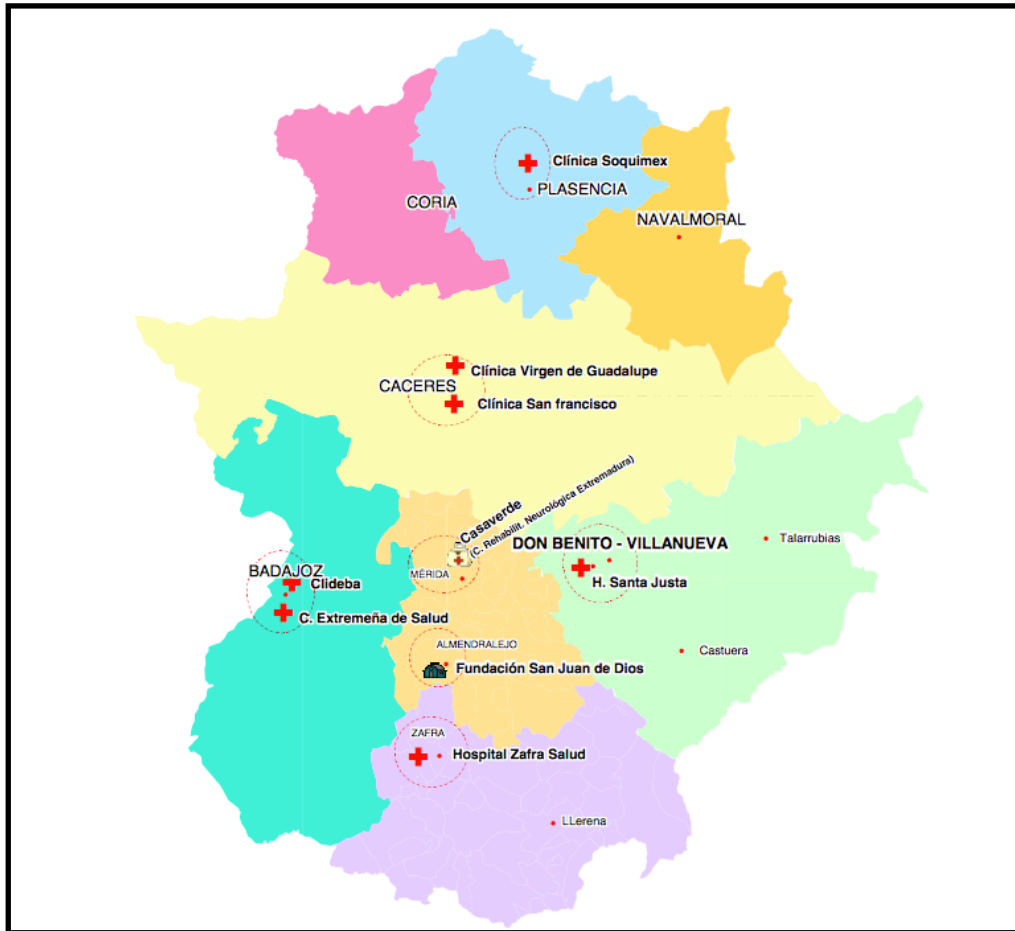 Clínica Soquimex
PLASENCIA
CORIA
NAVALMORAL
Clínica Virgen de Guadalupe
CACERES
Clínica San francisco
Casaverde
(C. Rehabiliit. Neurológica Extremadura)
DON BENITO - VILLANUEVA
Talarrubias
BADAJOZ
MÉRIDA
Clideba
H. Santa Justa
C. Extremeña de Salud
ALMENDRALEJO
Castuera
Fundación San Juan de Dios
ZAFRA
Hospital Zafra Salud
LLerena